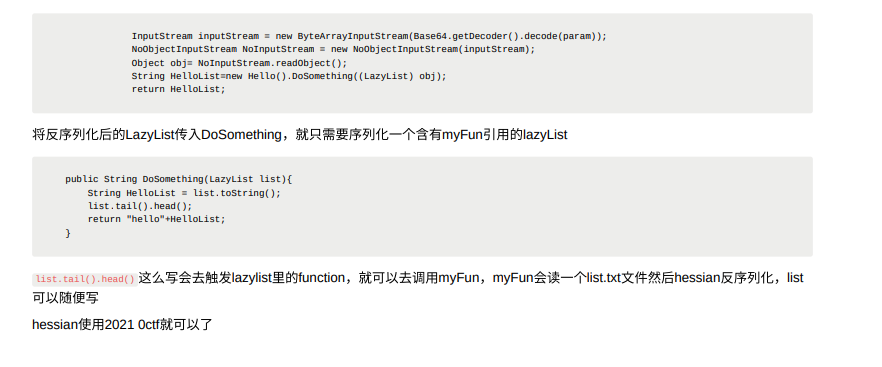 InputStream inputStream = new ByteArrayInputStream(Base64.getDecoder().decode(param));
NoObjectInputStream NoInputStream = new NoObjectInputStream(inputStream);
Object obj= NoInputStream.readObject();
String HelloList=new Hello().DoSomething((LazyList) obj);
return HelloList;
将反序列化后的LazyList传入DoSomething，就只需要序列化一个含有myFun引用的lazyList
public String DoSomething(LazyList list){
String HelloList = list.toString();
list.tail().head();
return "hello"+HelloList;
}
list.tail().head()这么写会去触发lazylist里的function，就可以去调用myFun，myFun会读一个list.txt文件然后hessian反序列化，list
可以随便写
hessian使用2021 0ctf就可以了